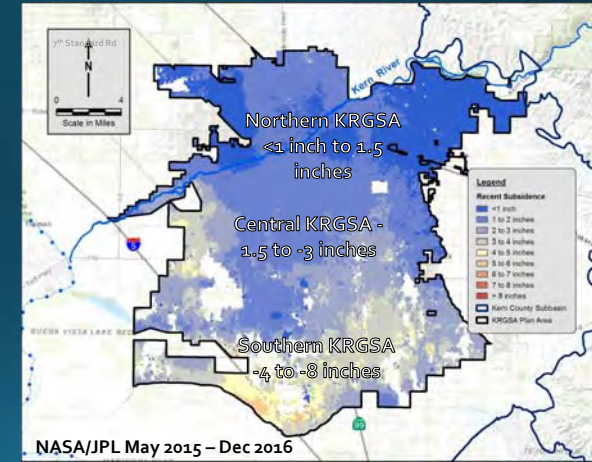 7th Standard Rd
N
0 4
Scale in Miles
Kern River
Northern KRGSA
<1 inch to 1.5
inches
Central KRGSA -
1.5 to -3 inches
Southern KRGSA
-4 to -8 inches
5
99
BUENA VISTA LAKE BED
Legend
Recent Subsidence
<1 inch
1 to 2 inches
2 to 3 inches
3 to 4 inches
4 to 5 inches
5 to 6 inches
6 to 7 inches
7 to 8 inches
> 8 inches
Kern County Subbasin
KRGSA Plan Area
NASA/JPL May 2015 – Dec 2016